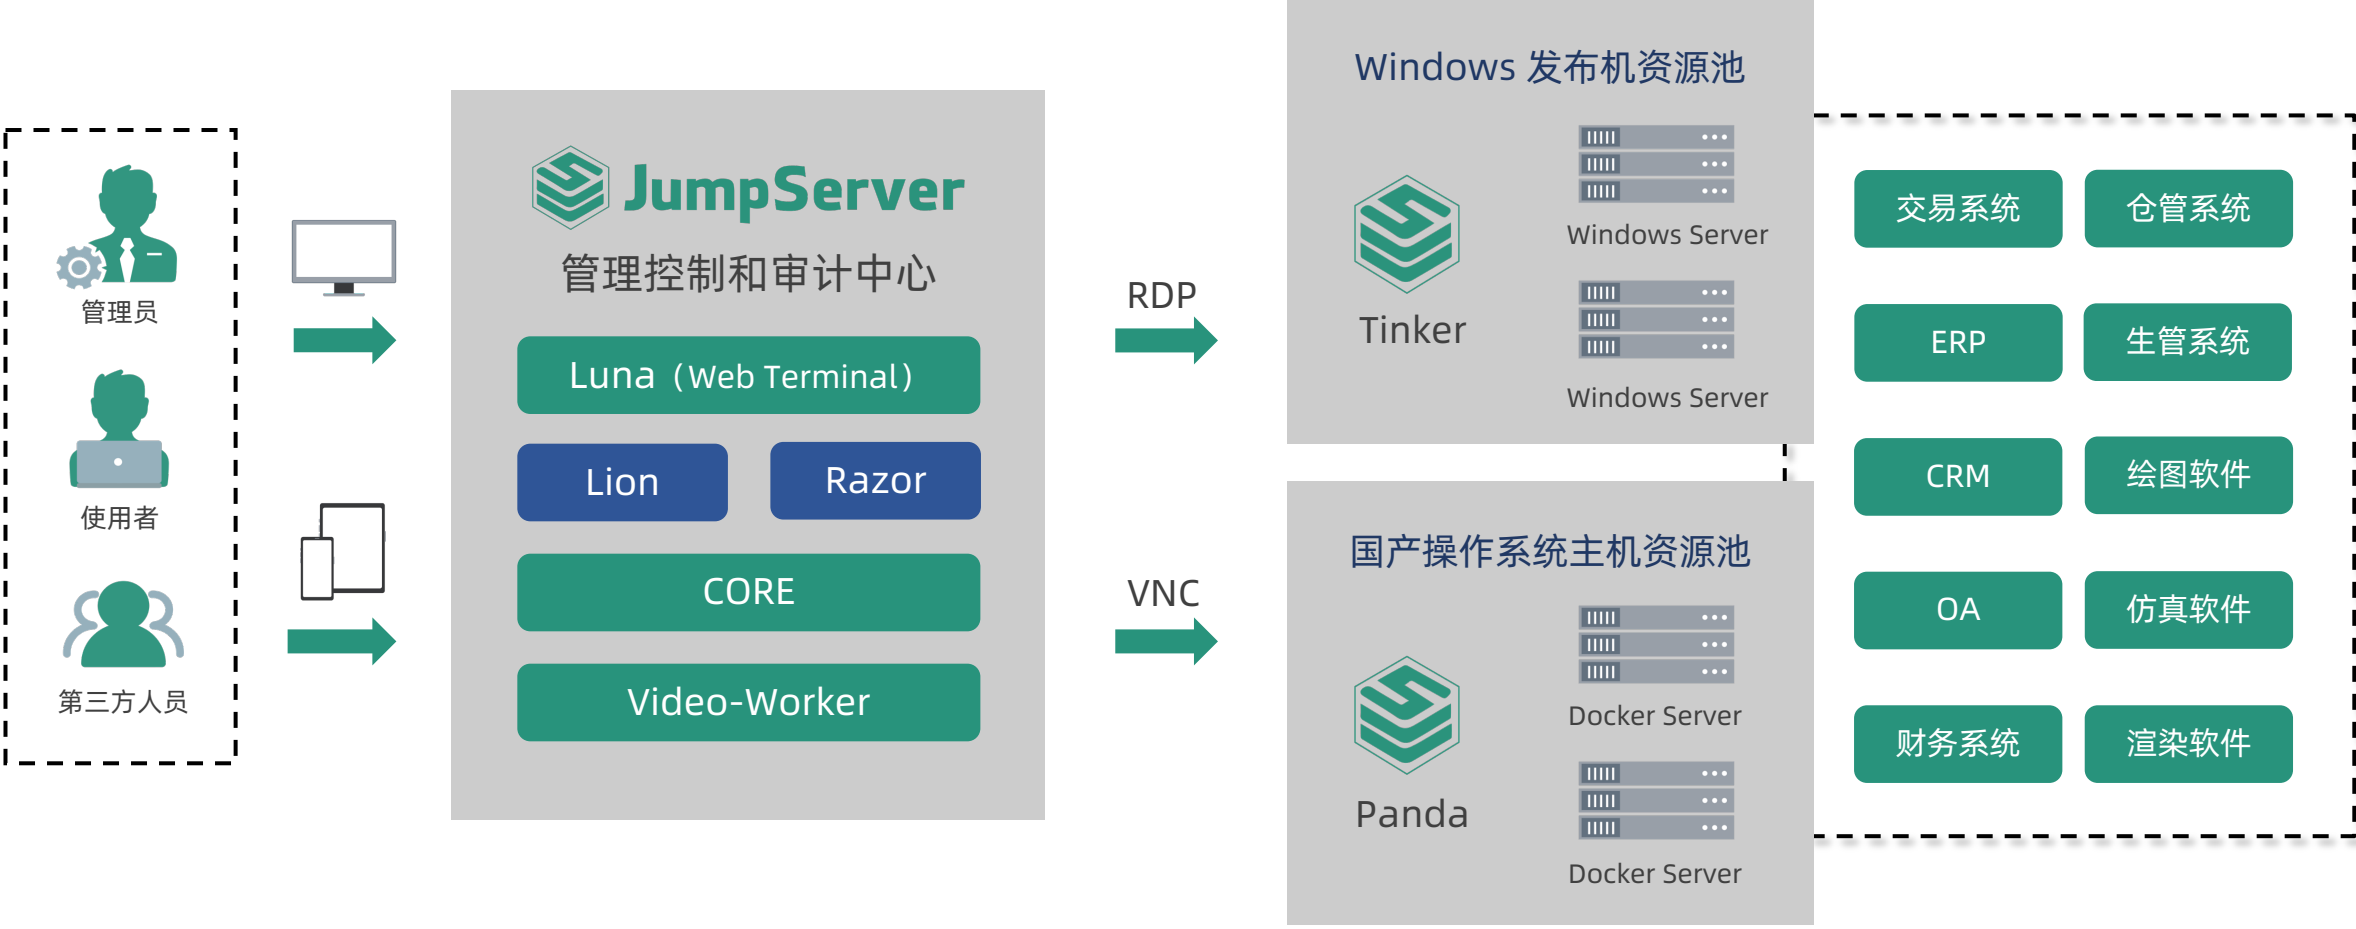 管理员
使用者
第三方人员
JumpServer
管理控制和审计中心
Luna（Web Terminal）
Lion
Razor
CORE
Video-Worker
RDP
VNC
Windows 发布机资源池
Tinker
Windows Server
Windows Server
国产操作系统主机资源池
Panda
Docker Server
Docker Server
交易系统
仓管系统
ERP
生管系统
CRM
绘图软件
OA
仿真软件
财务系统
渲染软件